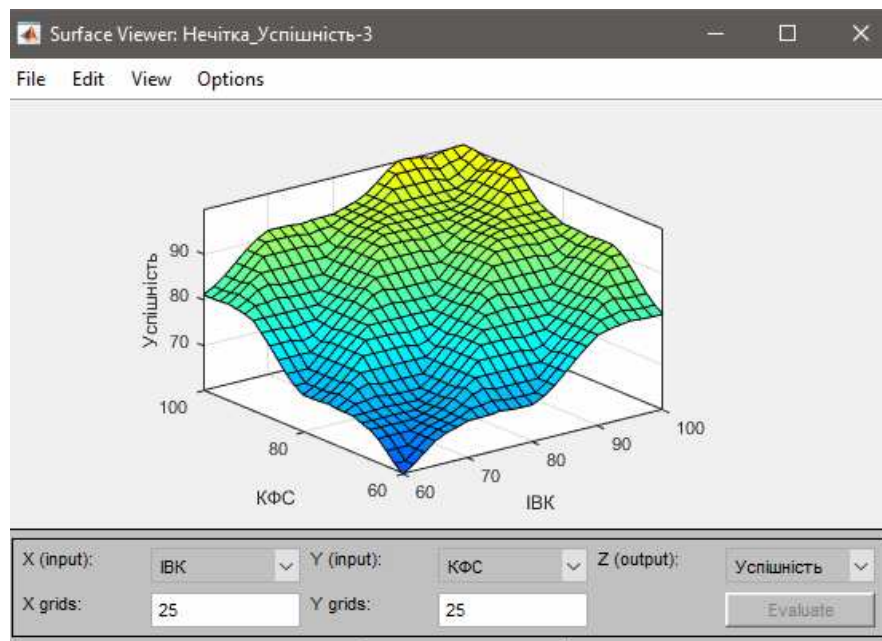 Surface Viewer: Нечітка_Успішність-3
File Edit View Options
Успішність
90
80
70
100
80
60
КФС
60
70
80
90
100
ІВК
X (input): ІВК Y (input): КФС Z (output): Успішність
X grids: 25 Y grids: 25 Evaluate